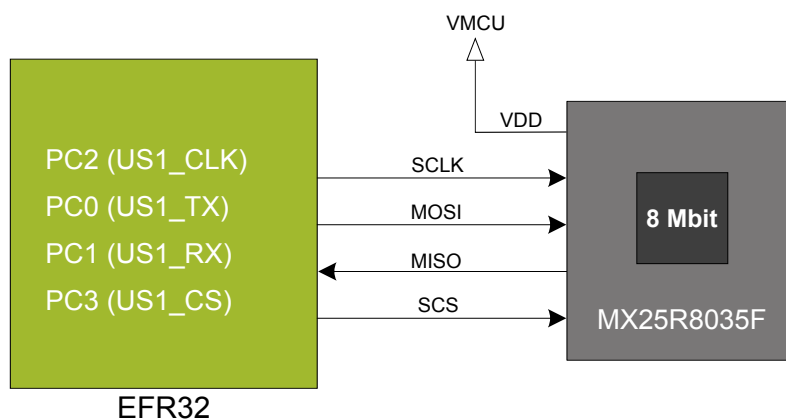 VMCU
VDD
PC2 (US1_CLK)
SCLK
PC0 (US1_TX)
MOSI
8 Mbit
PC1 (US1_RX)
MISO
PC3 (US1_CS)
SCS
MX25R8035F
EFR32